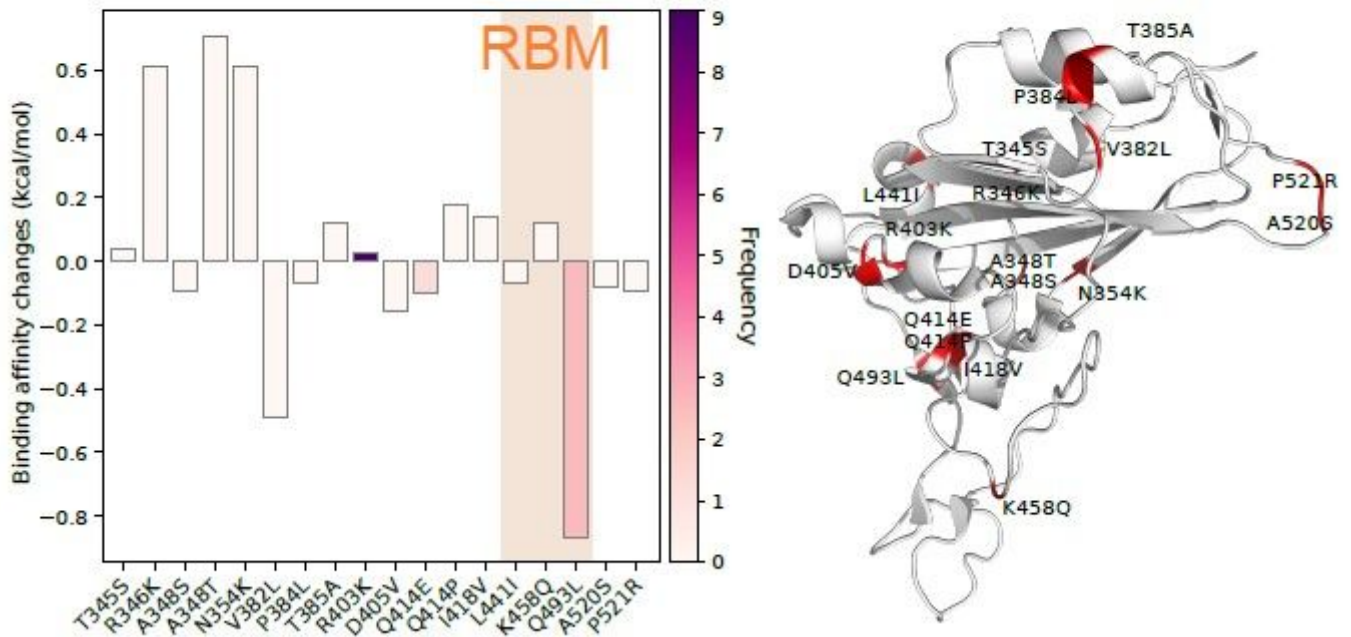 RBM
Binding affinity changes (kcal/mol)
0.6
0.4
0.2
0.0
−0.2
−0.4
−0.6
−0.8
T345S
R346K
A348S
A348T
N354K
V382L
P384L
T385A
R403K
D405V
Q414E
Q414P
I418V
L441I
K458Q
Q493L
A520S
P521R
9
8
7
6
5
4
3
2
1
0
Frequency
T385A
P384L
T345S
V382L
P521R
L441I
R346K
A520S
R403K
D405V
A348T
A348S
N354K
Q414E
Q414P
I418V
Q493L
K458Q